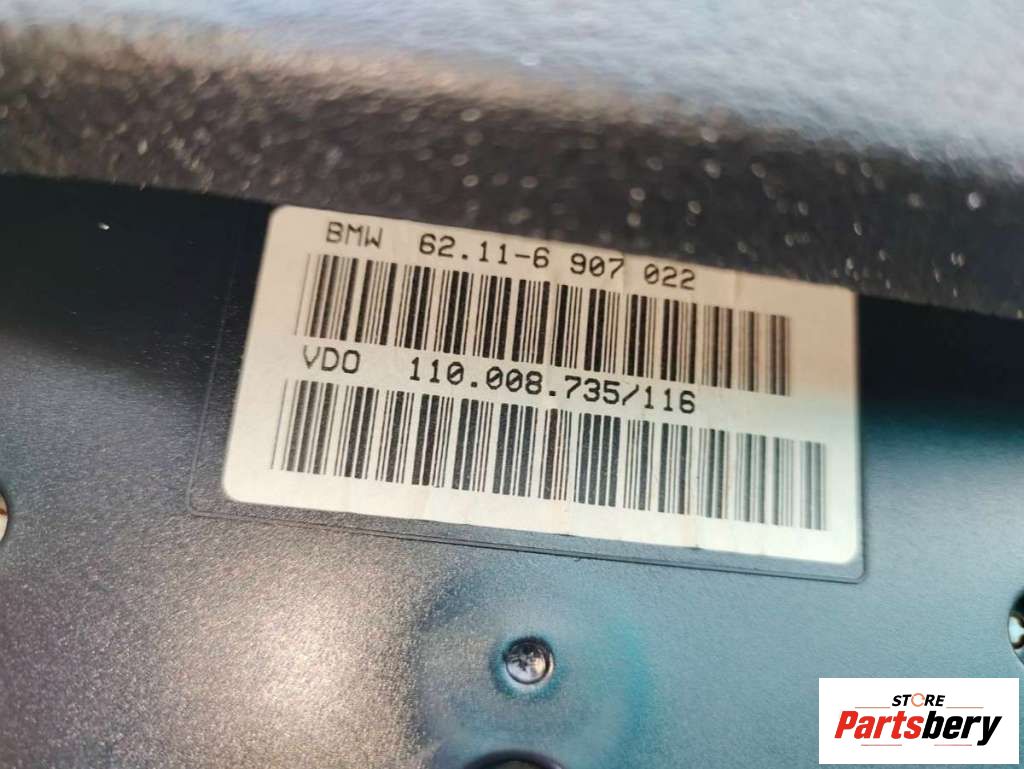 BMW 62.11-6 907 022
VDO 110.008.735/116
STORE
Partsbery